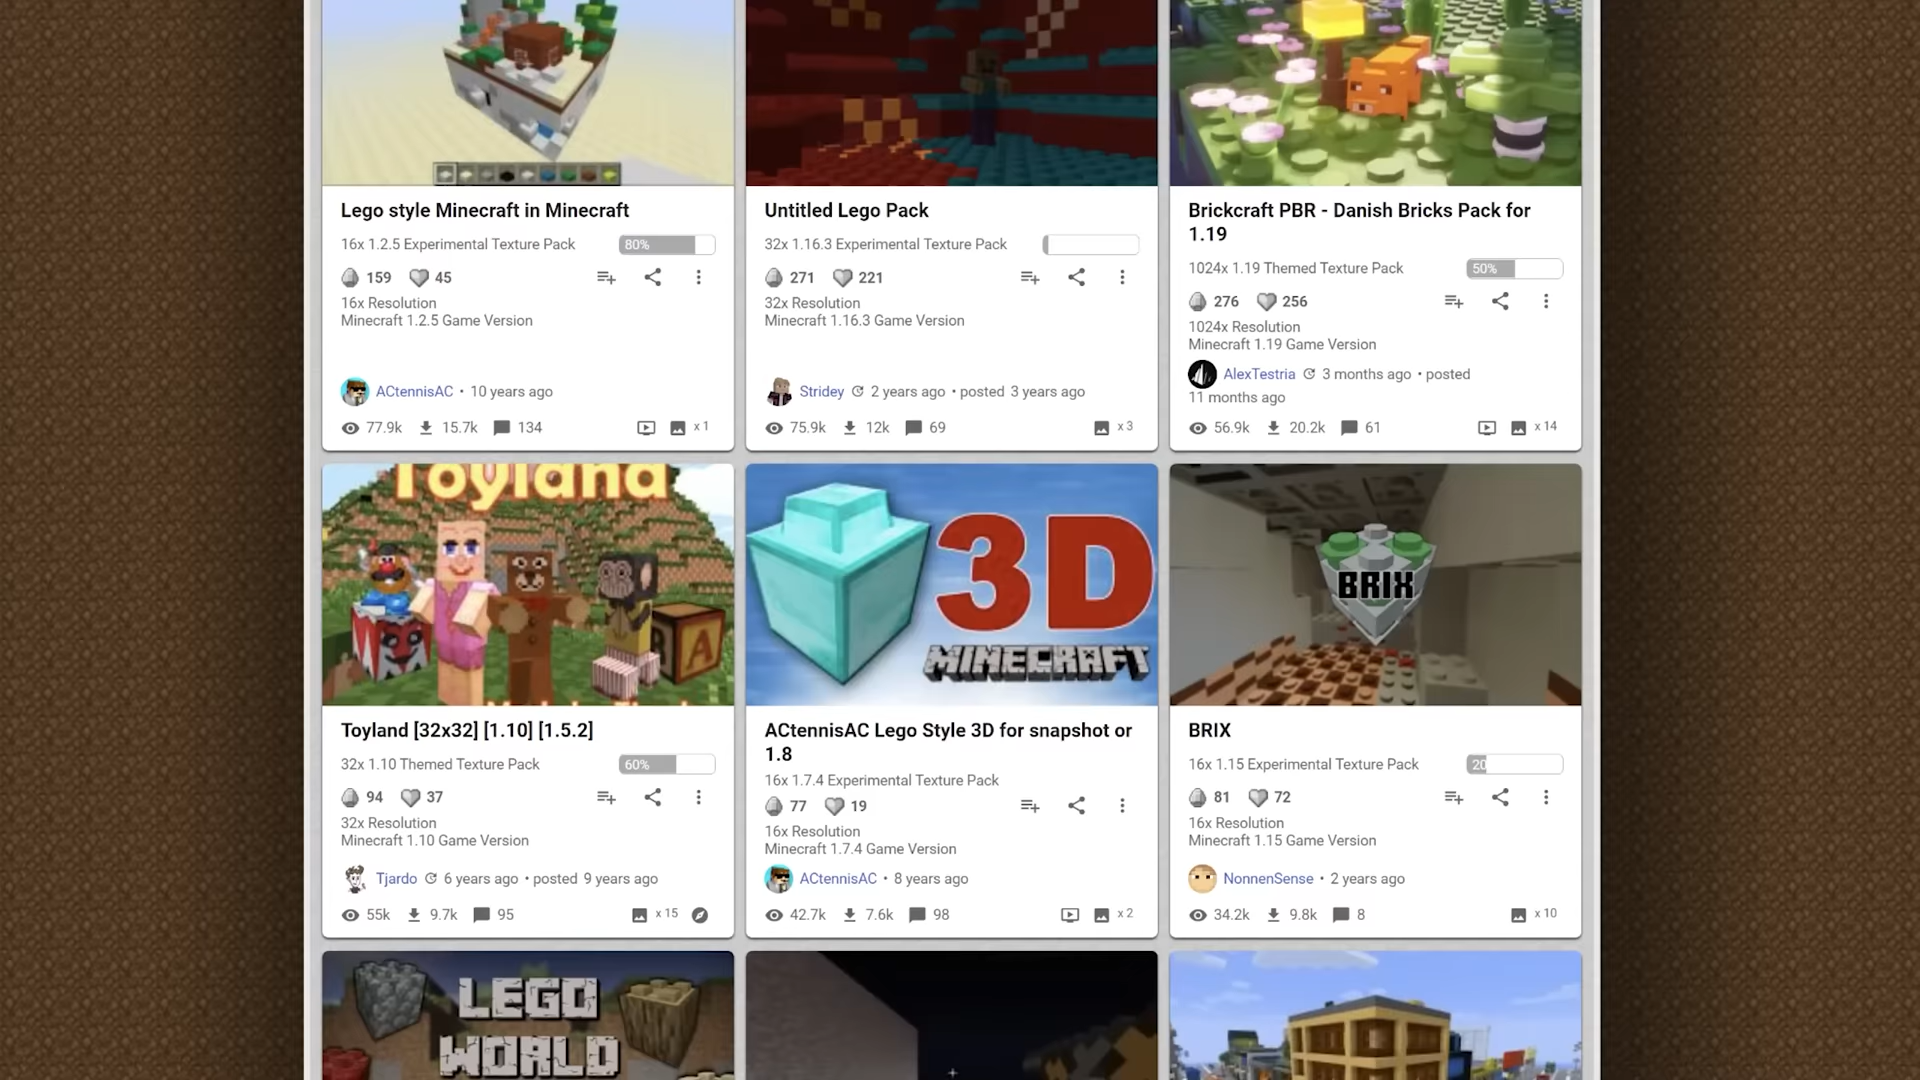 Lego style Minecraft in Minecraft
16x 1.2.5 Experimental Texture Pack
80%
159 45
16x Resolution
Minecraft 1.2.5 Game Version
ACtennisAC • 10 years ago
77.9k 15.7k 134 x 1
Untitled Lego Pack
32x 1.16.3 Experimental Texture Pack
271 221
32x Resolution
Minecraft 1.16.3 Game Version
Stridey 2 years ago • posted 3 years ago
75.9k 12k 69 x 3
Brickcraft PBR - Danish Bricks Pack for
1.19
1024x 1.19 Themed Texture Pack
50%
276 256
1024x Resolution
Minecraft 1.19 Game Version
AlexTestria 3 months ago • posted
11 months ago
56.9k 20.2k 61 x 14
Toyland
A
Toyland [32x32] [1.10] [1.5.2]
32x 1.10 Themed Texture Pack
60%
94 37
32x Resolution
Minecraft 1.10 Game Version
Tjardo 6 years ago • posted 9 years ago
55k 9.7k 95 x 15
3D
MINECRAFT
ACtennisAC Lego Style 3D for snapshot or
1.8
16x 1.7.4 Experimental Texture Pack
77 19
16x Resolution
Minecraft 1.7.4 Game Version
ACtennisAC • 8 years ago
42.7k 7.6k 98 x 2
BRIX
BRIX
16x 1.15 Experimental Texture Pack
20
81 72
16x Resolution
Minecraft 1.15 Game Version
NonnenSense • 2 years ago
34.2k 9.8k 8 x 10
LEGO
WORLD